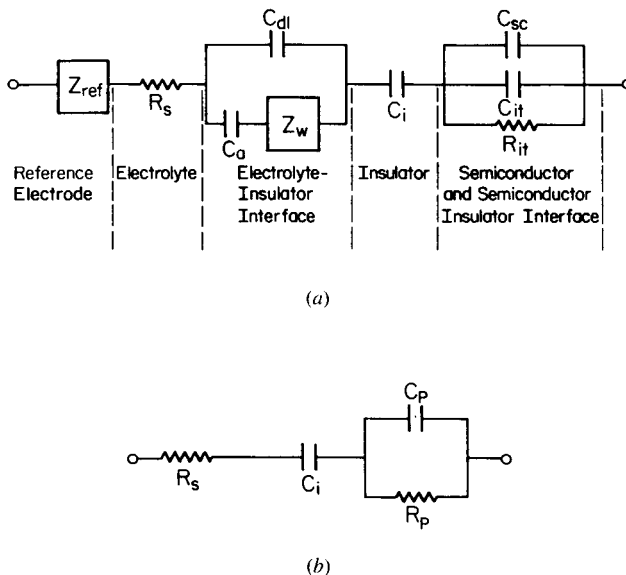 C_dl
C_sc
Z_ref
R_s
C_a
Z_w
C_i
C_it
R_it
Reference
Electrode
Electrolyte
Electrolyte-
Insulator
Interface
Insulator
Semiconductor
and Semiconductor
Insulator Interface
(a)
C_P
R_s
C_i
R_P
(b)